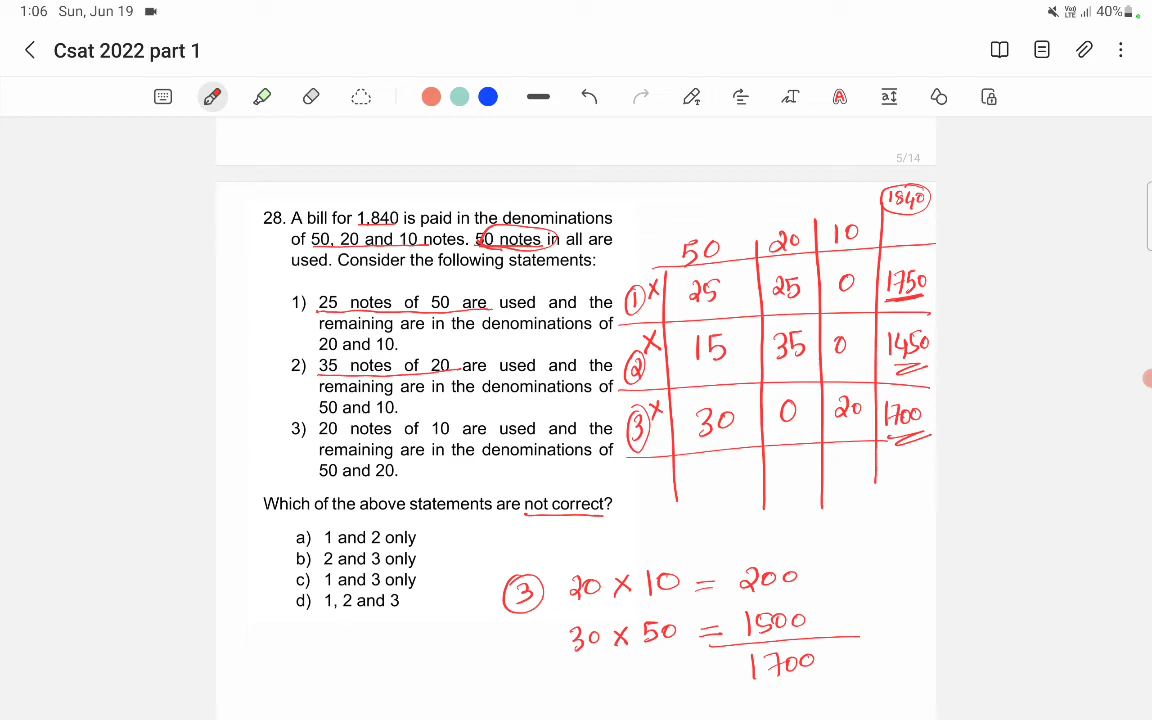 1:06 Sun, Jun 19
Vo) LTE 40%
Csat 2022 part 1
5/14
28. A bill for 1,840 is paid in the denominations
of 50, 20 and 10 notes. 50 notes in all are
used. Consider the following statements:
1) 25 notes of 50 are used and the
remaining are in the denominations of
20 and 10.
2) 35 notes of 20 are used and the
remaining are in the denominations of
50 and 10.
3) 20 notes of 10 are used and the
remaining are in the denominations of
50 and 20.
Which of the above statements are not correct?
a) 1 and 2 only
b) 2 and 3 only
c) 1 and 3 only
d) 1, 2 and 3
1840
50 20 10
① x 25 25 0 1750
② x 15 35 0 1450
③ x 30 0 20 1700
③ 20 x 10 = 200
30 x 50 = 1500
1700